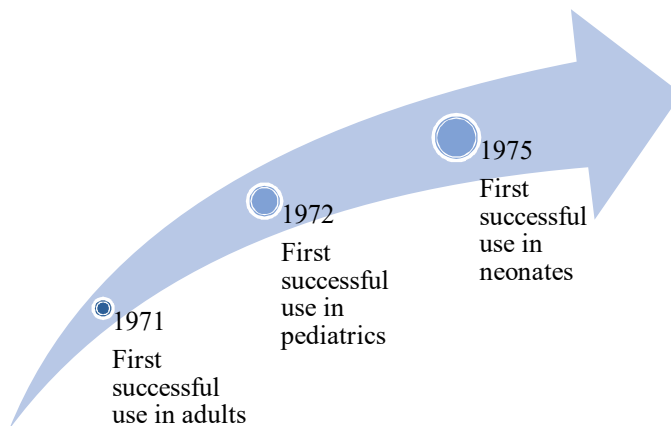 1971
First
successful
use in adults
1972
First
successful
use in
pediatrics
1975
First
successful
use in
neonates